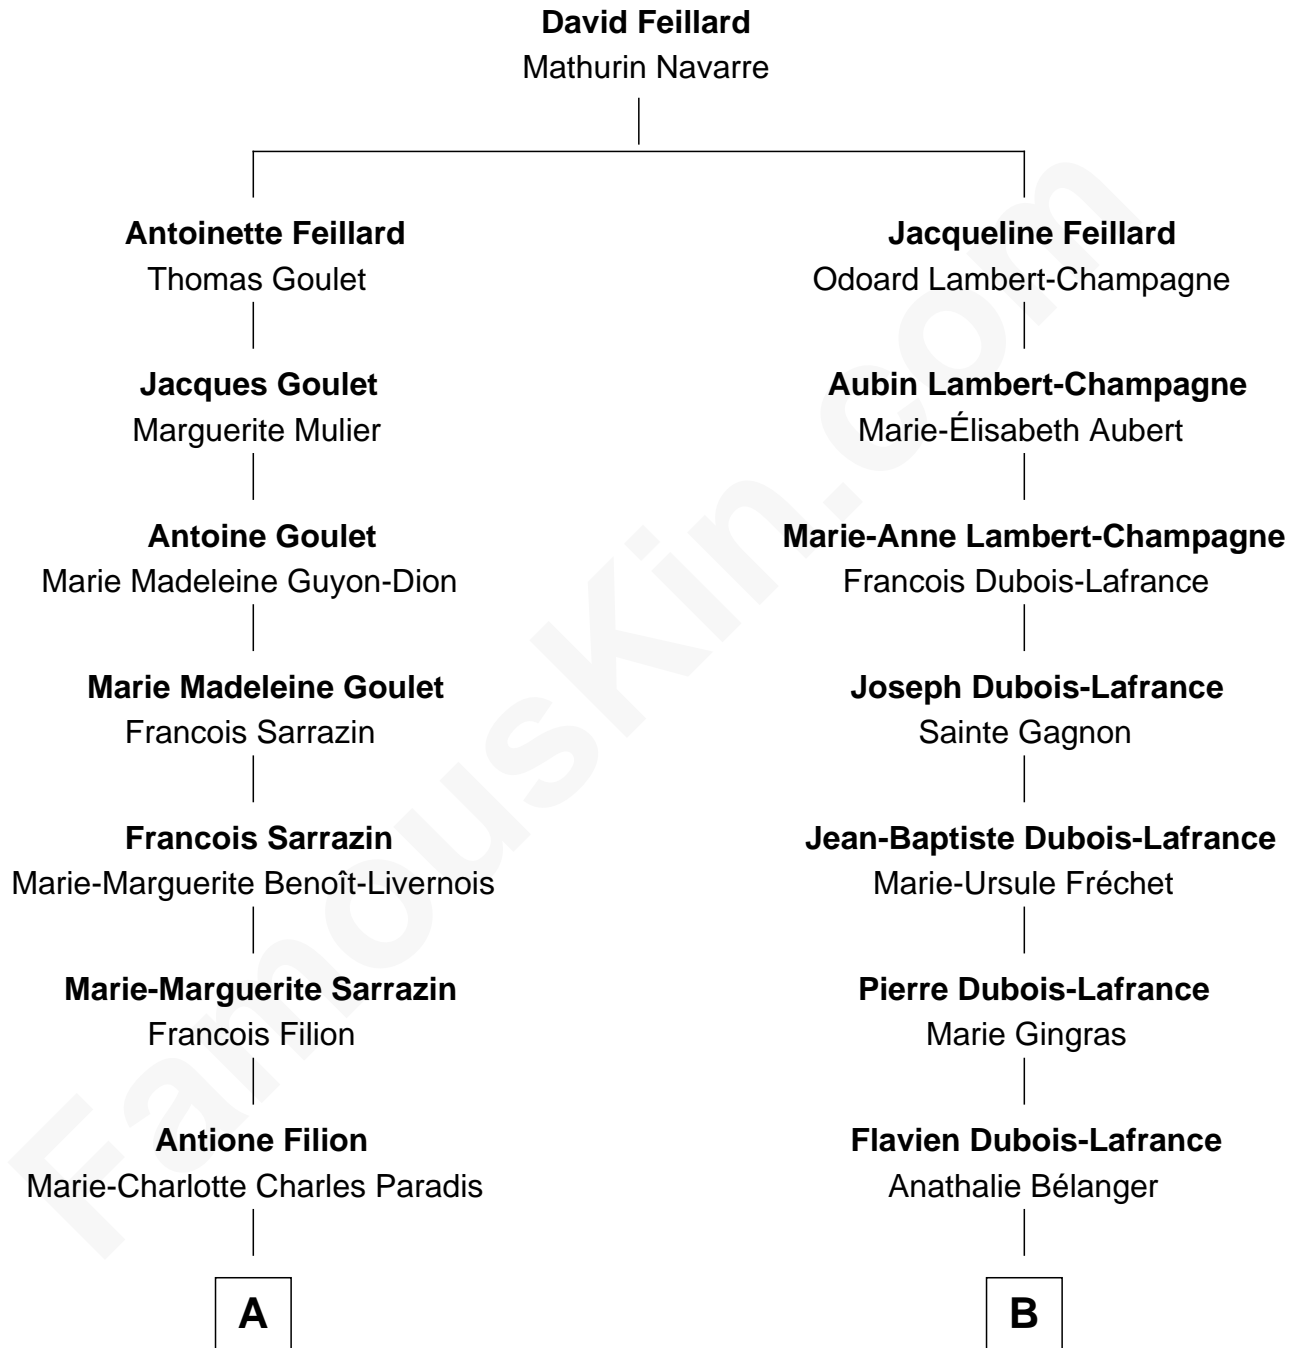 David Feillard
Mathurin Navarre
Antoinette Feillard
Thomas Goulet
Jacques Goulet
Marguerite Mulier
Antoine Goulet
Marie Madeleine Guyon-Dion
Marie Madeleine Goulet
Francois Sarrazin
Francois Sarrazin
Marie-Marguerite Benoît-Livernois
Marie-Marguerite Sarrazin
Francois Filion
Antione Filion
Marie-Charlotte Charles Paradis
A
Jacqueline Feillard
Odoard Lambert-Champagne
Aubin Lambert-Champagne
Marie-Élisabeth Aubert
Marie-Anne Lambert-Champagne
Francois Dubois-Lafrance
Joseph Dubois-Lafrance
Sainte Gagnon
Jean-Baptiste Dubois-Lafrance
Marie-Ursule Fréchet
Pierre Dubois-Lafrance
Marie Gingras
Flavien Dubois-Lafrance
Anathalie Bélanger
B
FamousKin.com